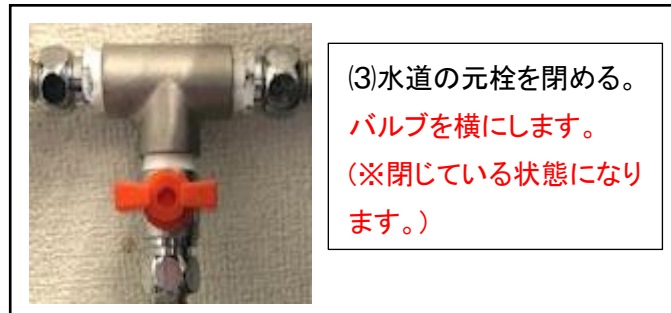 ⑶水道の元栓を閉める。
バルブを横にします。
(※閉じている状態になり
ます。)